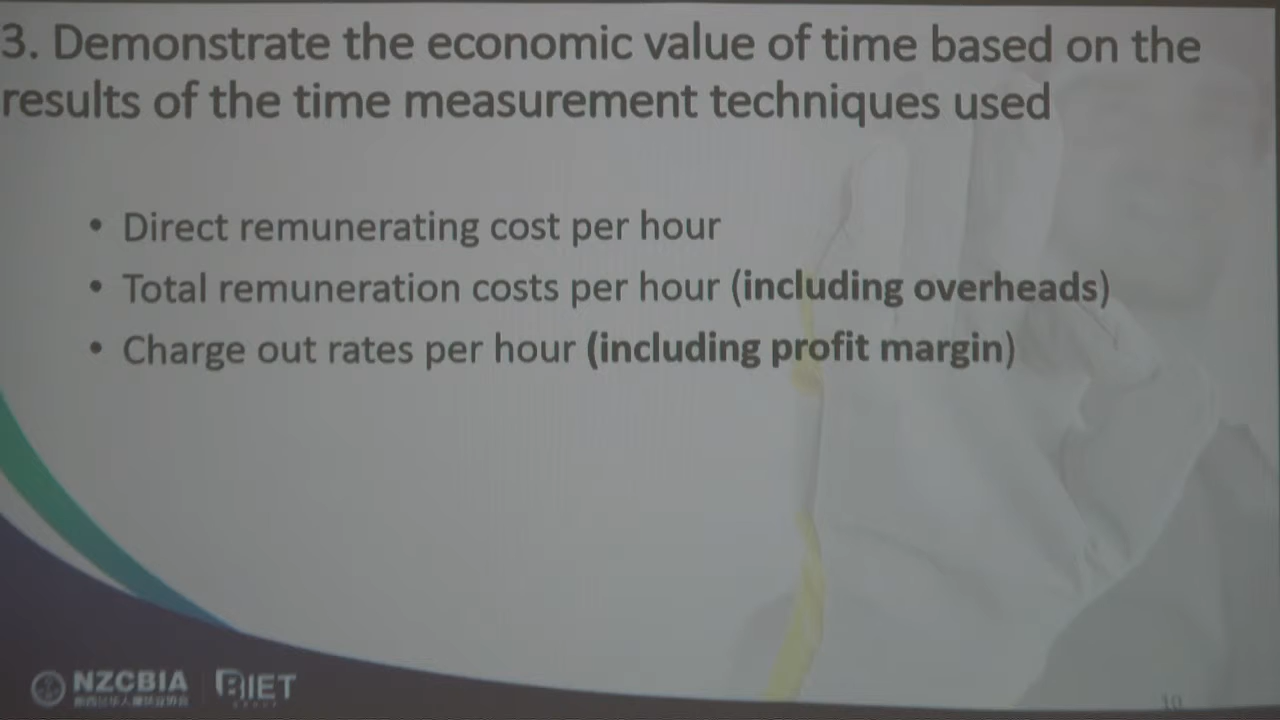 3. Demonstrate the economic value of time based on the
results of the time measurement techniques used
• Direct remunerating cost per hour
• Total remuneration costs per hour (including overheads)
• Charge out rates per hour (including profit margin)
NZCBIA
BIET
10